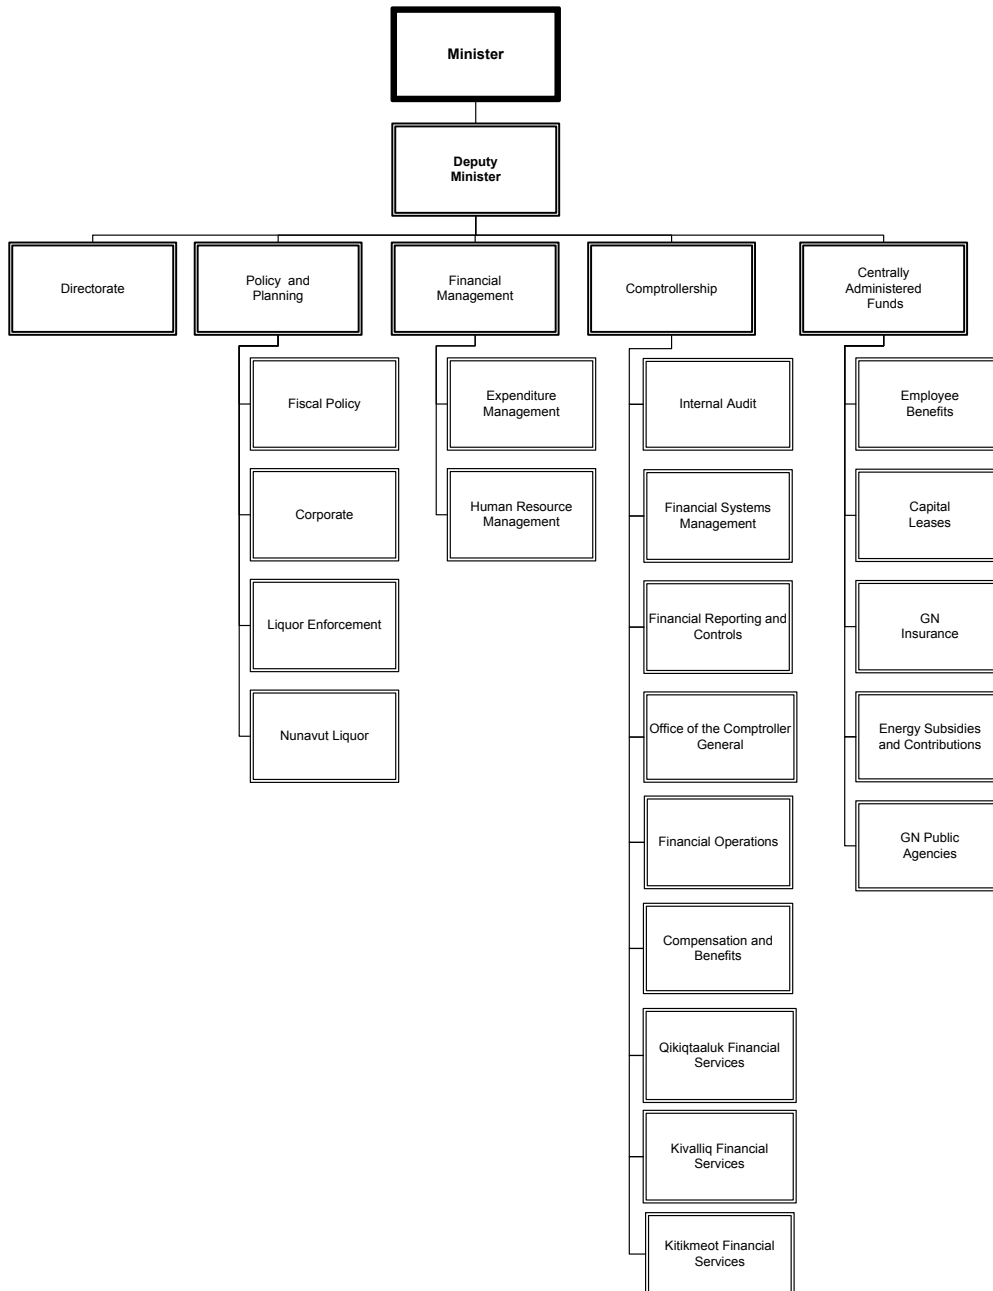 Minister
Deputy
Minister
Directorate
Policy and
Planning
Financial
Management
Comptrollership
Centrally
Administered
Funds
Fiscal Policy
Corporate
Liquor Enforcement
Nunavut Liquor
Expenditure
Management
Human Resource
Management
Internal Audit
Financial Systems
Management
Financial Reporting and
Controls
Office of the Comptroller
General
Financial Operations
Compensation and
Benefits
Qikiqtaaluk Financial
Services
Kivalliq Financial
Services
Kitikmeot Financial
Services
Employee
Benefits
Capital
Leases
GN
Insurance
Energy Subsidies
and Contributions
GN Public
Agencies